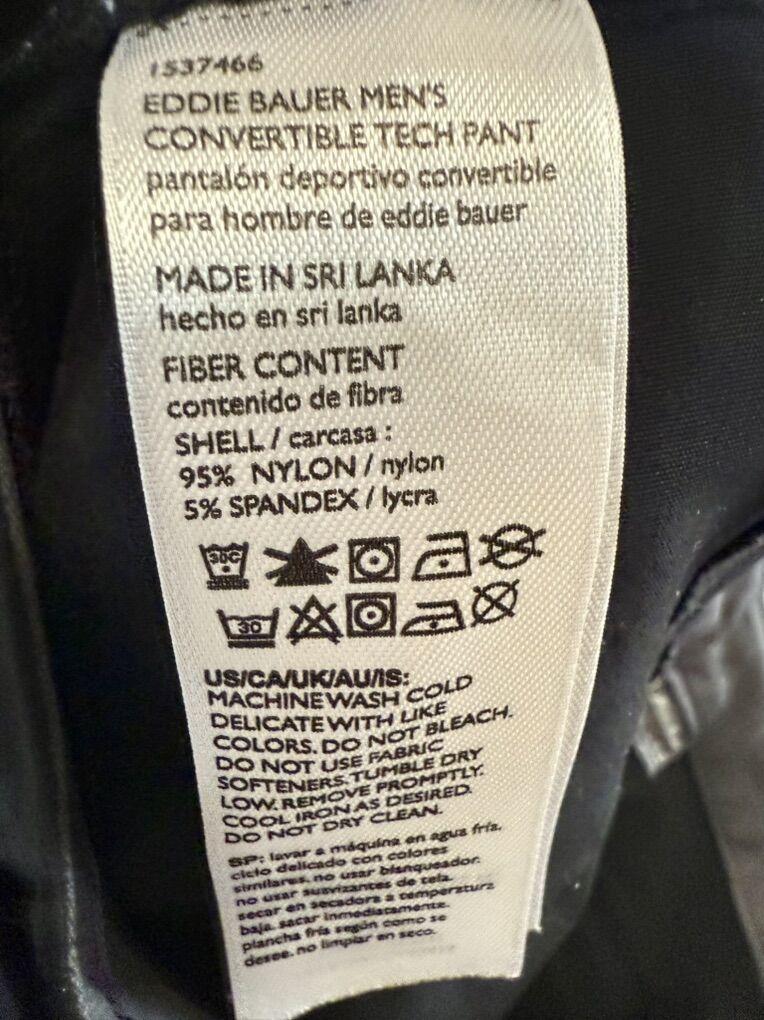 1537466
EDDIE BAUER MEN'S
CONVERTIBLE TECH PANT
pantalón deportivo convertible
para hombre de eddie bauer
MADE IN SRI LANKA
hecho en sri lanka
FIBER CONTENT
contenido de fibra
SHELL / carcasa :
95% NYLON / nylon
5% SPANDEX / lycra
30C
30
US/CA/UK/AU/IS:
MACHINE WASH COLD
DELICATE WITH LIKE
COLORS. DO NOT BLEACH.
DO NOT USE FABRIC
SOFTENERS. TUMBLE DRY
LOW. REMOVE PROMPTLY.
COOL IRON AS DESIRED.
DO NOT DRY CLEAN.
SP: lavar a máquina en agua fría.
ciclo delicado con colores
similares. no usar blanqueador.
no usar suavizantes de tela.
secar en secadora a temperatura
baja. sacar inmediatamente.
plancha fría según como se
desee. no limpiar en seco.